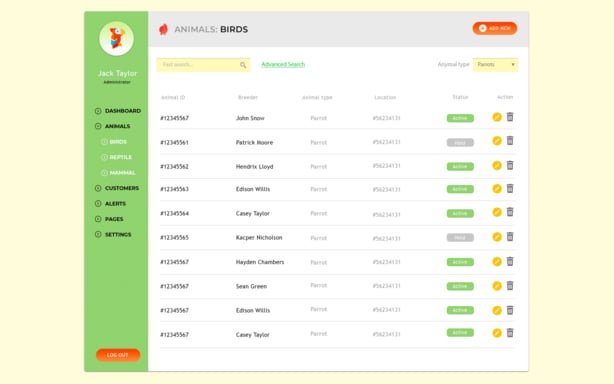 Jack Taylor
Administrator
DASHBOARD
ANIMALS
BIRDS
REPTILE
MAMMAL
CUSTOMERS
ALERTS
PAGES
SETTINGS
LOG OUT
ANIMALS: BIRDS
ADD NEW
Fast search...
Advanced Search
Anymal type
Parrots
Animal ID Breeder Animal type Location Status Action
#12345567 John Snow Parrot #56234131 Active
#12345561 Patrick Moore Parrot #56234131 Held
#12345562 Hendrix Lloyd Parrot #56234131 Active
#12345563 Edison Willis Parrot #56234131 Active
#12345564 Casey Taylor Parrot #56234131 Active
#12345565 Kacper Nicholson Parrot #56234131 Held
#12345567 Hayden Chambers Parrot #56234131 Active
#12345567 Sean Green Parrot #56234131 Active
#12345567 Edison Willis Parrot #56234131 Active
#12345567 Casey Taylor Parrot #56234131 Active